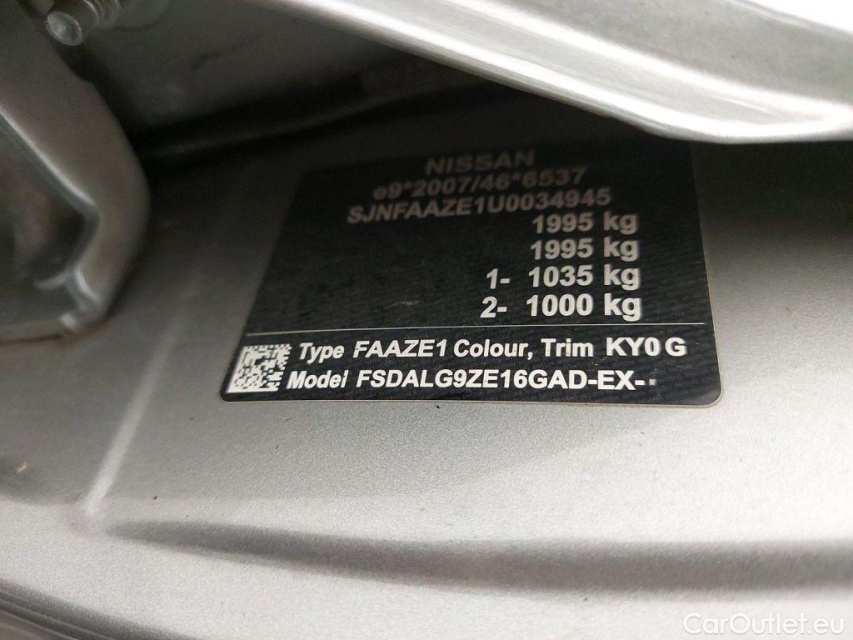 NISSAN
e9*2007/46*6537
SJNFAAZE1U0034945
1995 kg
1995 kg
1- 1035 kg
2- 1000 kg
Type FAAZE1 Colour, Trim KY0 G
Model FSDALG9ZE16GAD-EX-
CarOutlet.eu